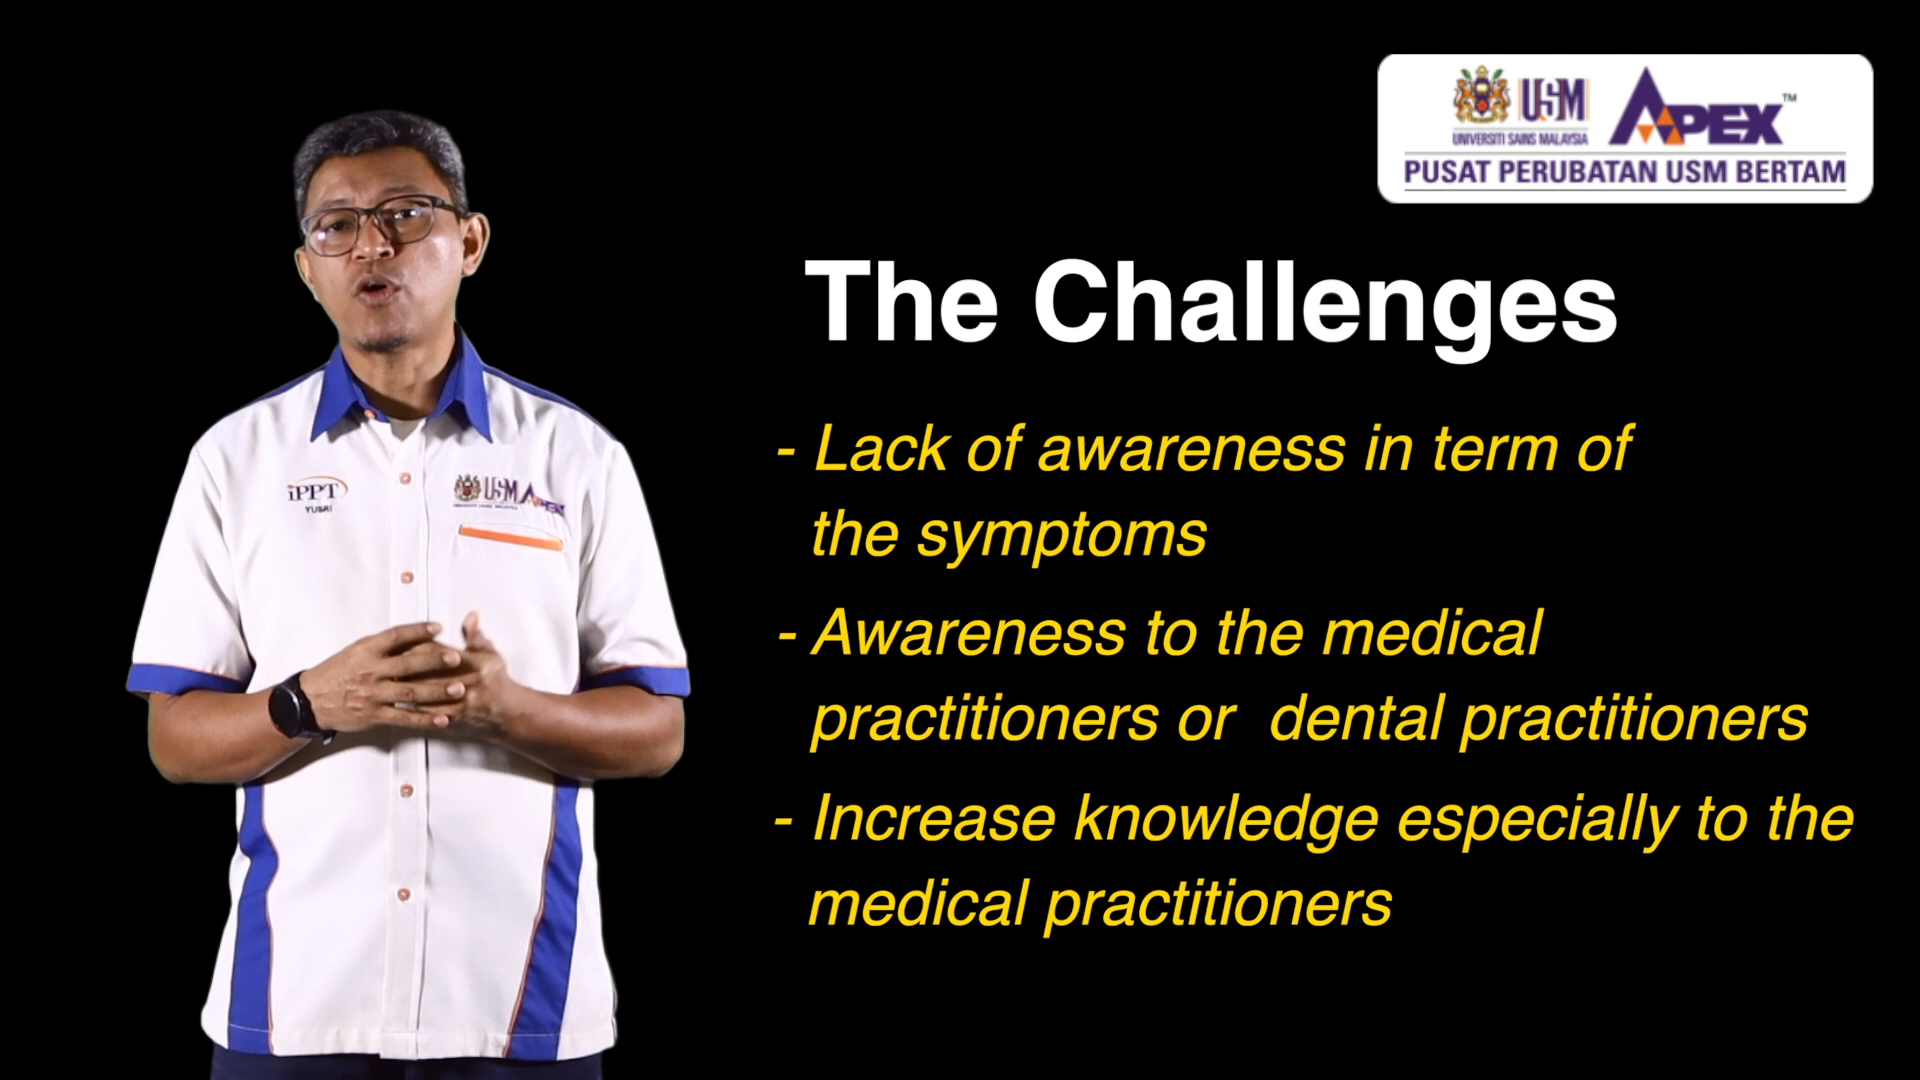 USM
UNIVERSITI SAINS MALAYSIA
APEX™
PUSAT PERUBATAN USM BERTAM
The Challenges
- Lack of awareness in term of
the symptoms
- Awareness to the medical
practitioners or  dental practitioners
- Increase knowledge especially to the
medical practitioners
iPPT
YUSRI
USM APEX